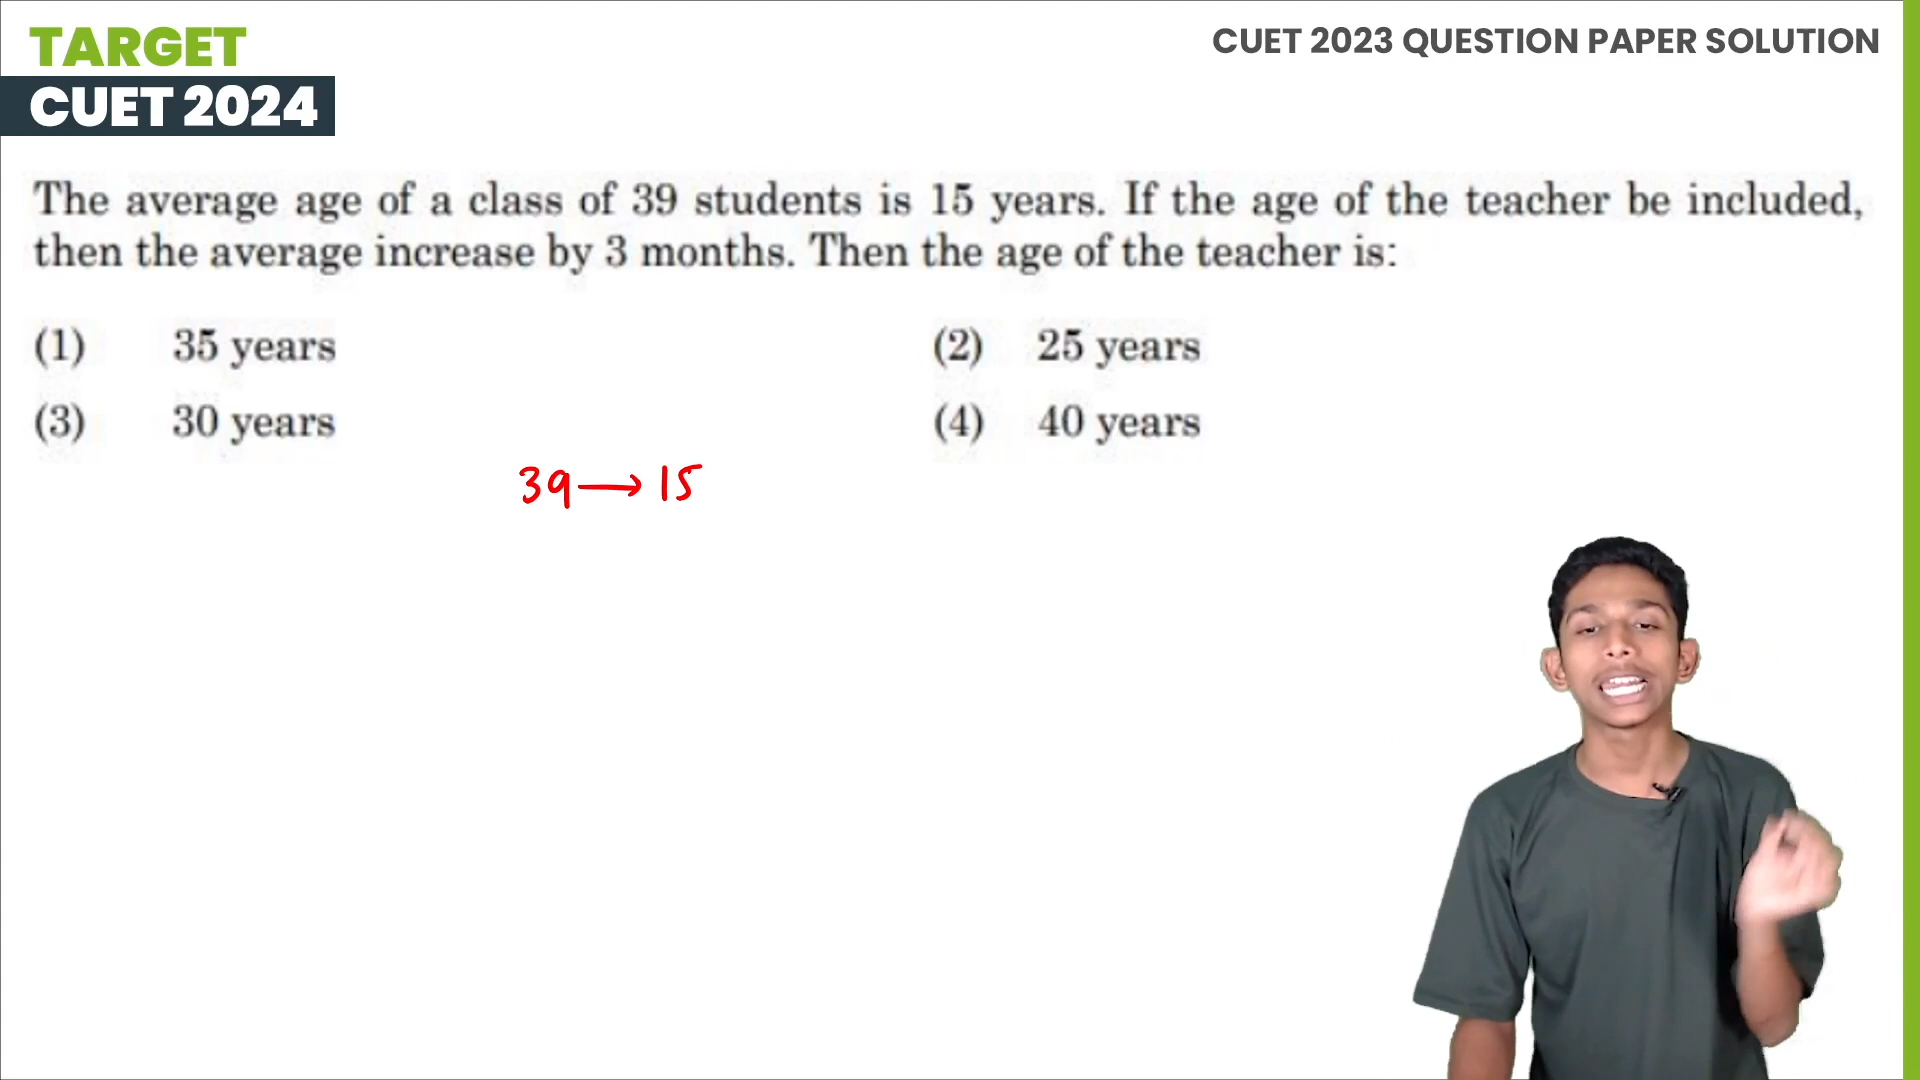 TARGET
CUET 2024
CUET 2023 QUESTION PAPER SOLUTION
The average age of a class of 39 students is 15 years. If the age of the teacher be included,
then the average increase by 3 months. Then the age of the teacher is:
(1) 35 years (2) 25 years
(3) 30 years (4) 40 years
39 → 15